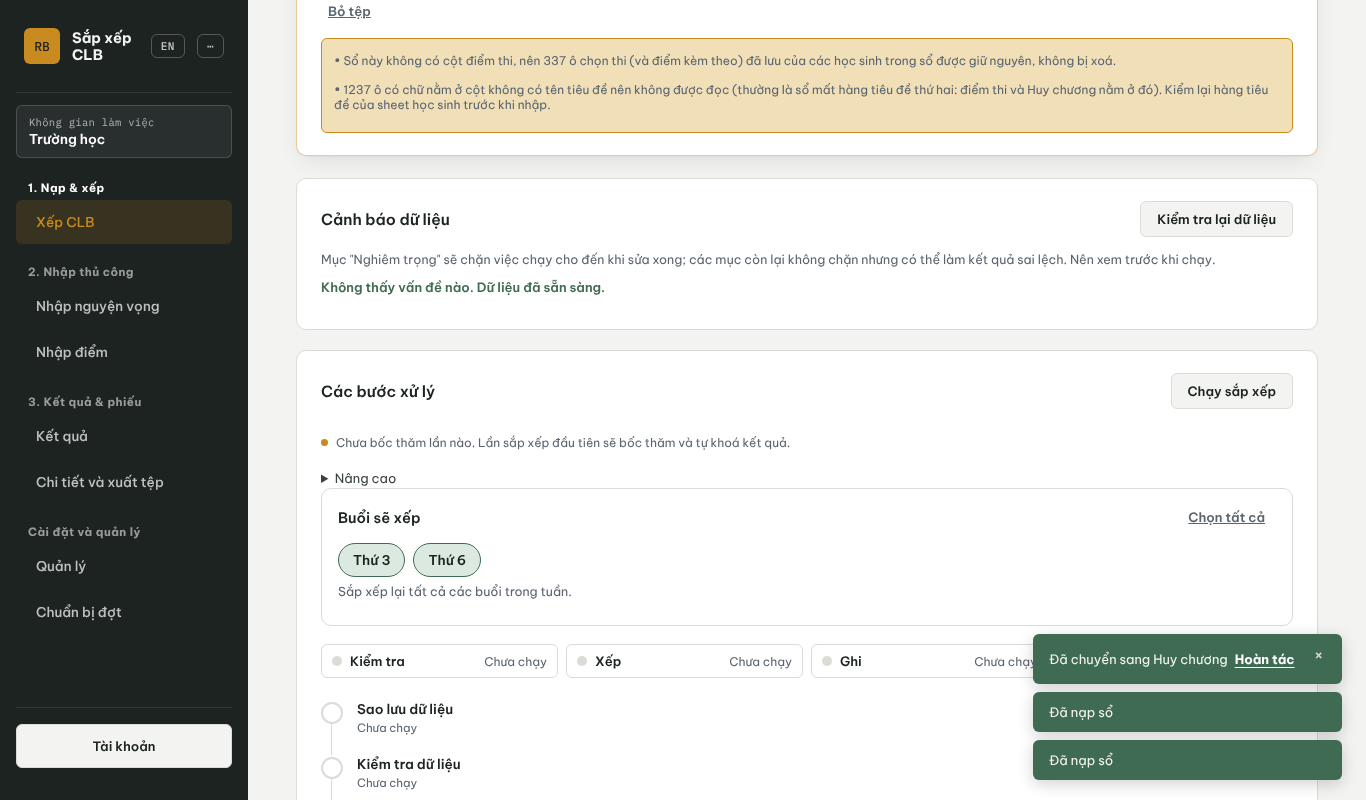 RB
Sắp xếp
CLB
EN
⋯
Không gian làm việc
Trường học
1. Nạp & xếp
Xếp CLB
2. Nhập thủ công
Nhập nguyện vọng
Nhập điểm
3. Kết quả & phiếu
Kết quả
Chi tiết và xuất tệp
Cài đặt và quản lý
Quản lý
Chuẩn bị đợt
Tài khoản
Bỏ tệp
• Sổ này không có cột điểm thi, nên 337 ô chọn thi (và điểm kèm theo) đã lưu của các học sinh trong sổ được giữ nguyên, không bị xoá.
• 1237 ô có chữ nằm ở cột không có tên tiêu đề nên không được đọc (thường là sổ mất hàng tiêu đề thứ hai: điểm thi và Huy chương nằm ở đó). Kiểm lại hàng tiêu
đề của sheet học sinh trước khi nhập.
Cảnh báo dữ liệu
Kiểm tra lại dữ liệu
Mục "Nghiêm trọng" sẽ chặn việc chạy cho đến khi sửa xong; các mục còn lại không chặn nhưng có thể làm kết quả sai lệch. Nên xem trước khi chạy.
Không thấy vấn đề nào. Dữ liệu đã sẵn sàng.
Các bước xử lý
Chạy sắp xếp
Chưa bốc thăm lần nào. Lần sắp xếp đầu tiên sẽ bốc thăm và tự khoá kết quả.
Nâng cao
Buổi sẽ xếp
Chọn tất cả
Thứ 3
Thứ 6
Sắp xếp lại tất cả các buổi trong tuần.
Kiểm tra
Chưa chạy
Xếp
Chưa chạy
Ghi
Chưa chạy
Sao lưu dữ liệu
Chưa chạy
Kiểm tra dữ liệu
Chưa chạy
Đã chuyển sang Huy chương Hoàn tác ×
Đã nạp sổ
Đã nạp sổ